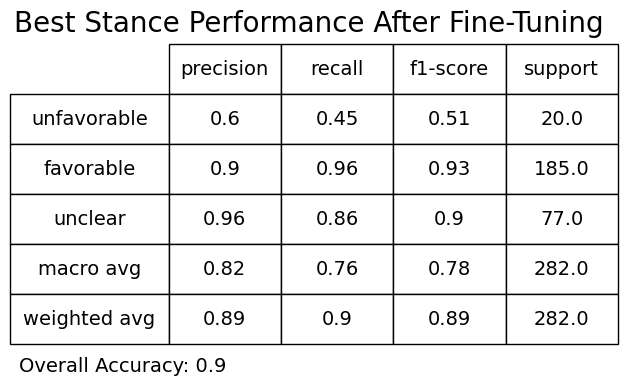 Best Stance Performance After Fine-Tuning
precision recall f1-score support
unfavorable 0.6 0.45 0.51 20.0
favorable 0.9 0.96 0.93 185.0
unclear 0.96 0.86 0.9 77.0
macro avg 0.82 0.76 0.78 282.0
weighted avg 0.89 0.9 0.89 282.0
Overall Accuracy: 0.9